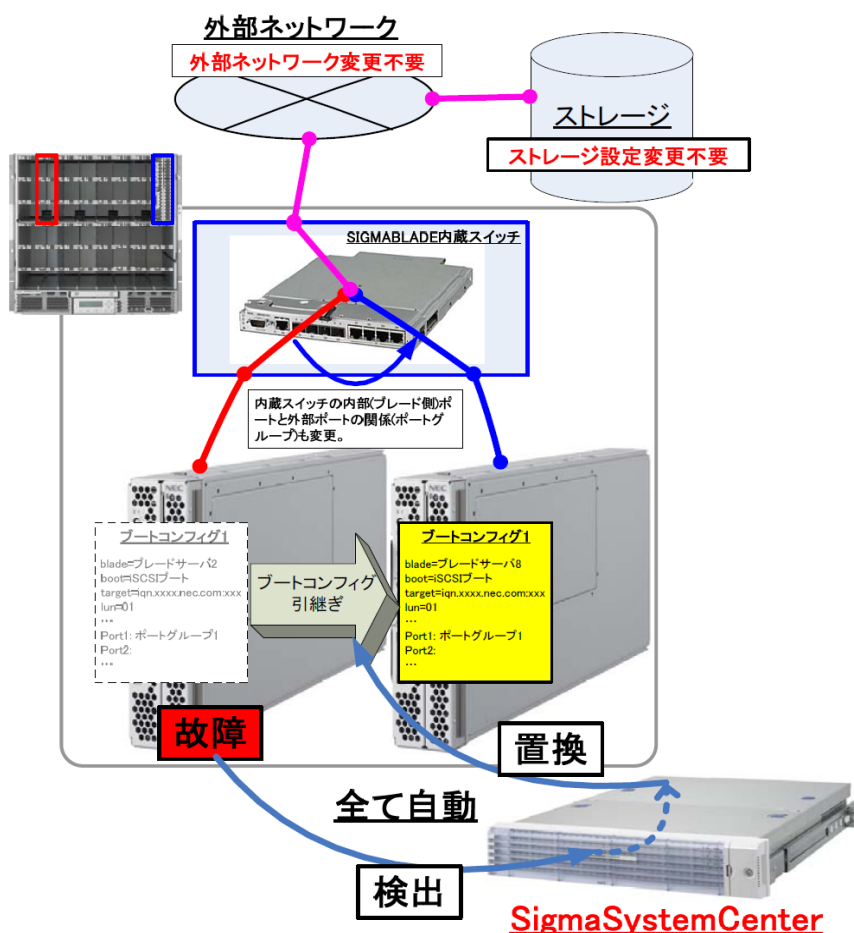 外部ネットワーク
外部ネットワーク変更不要
ストレージ
ストレージ設定変更不要
SIGMABLADE内蔵スイッチ
内蔵スイッチの内部(ブレード側)ポ
ートと外部ポートの関係(ポートグ
ループ)も変更。
NEC
NEC
ブートコンフィグ1
blade=ブレードサーバ2
boot=iSCSIブート
target=iqn.xxxx.nec.com:xxx
lun=01
…
Port1: ポートグループ1
Port2:
…
ブートコンフィグ
引継ぎ
ブートコンフィグ1
blade=ブレードサーバ8
boot=iSCSIブート
target=iqn.xxxx.nec.com:xxx
lun=01
…
Port1: ポートグループ1
Port2:
…
故障
置換
全て自動
検出
SigmaSystemCenter